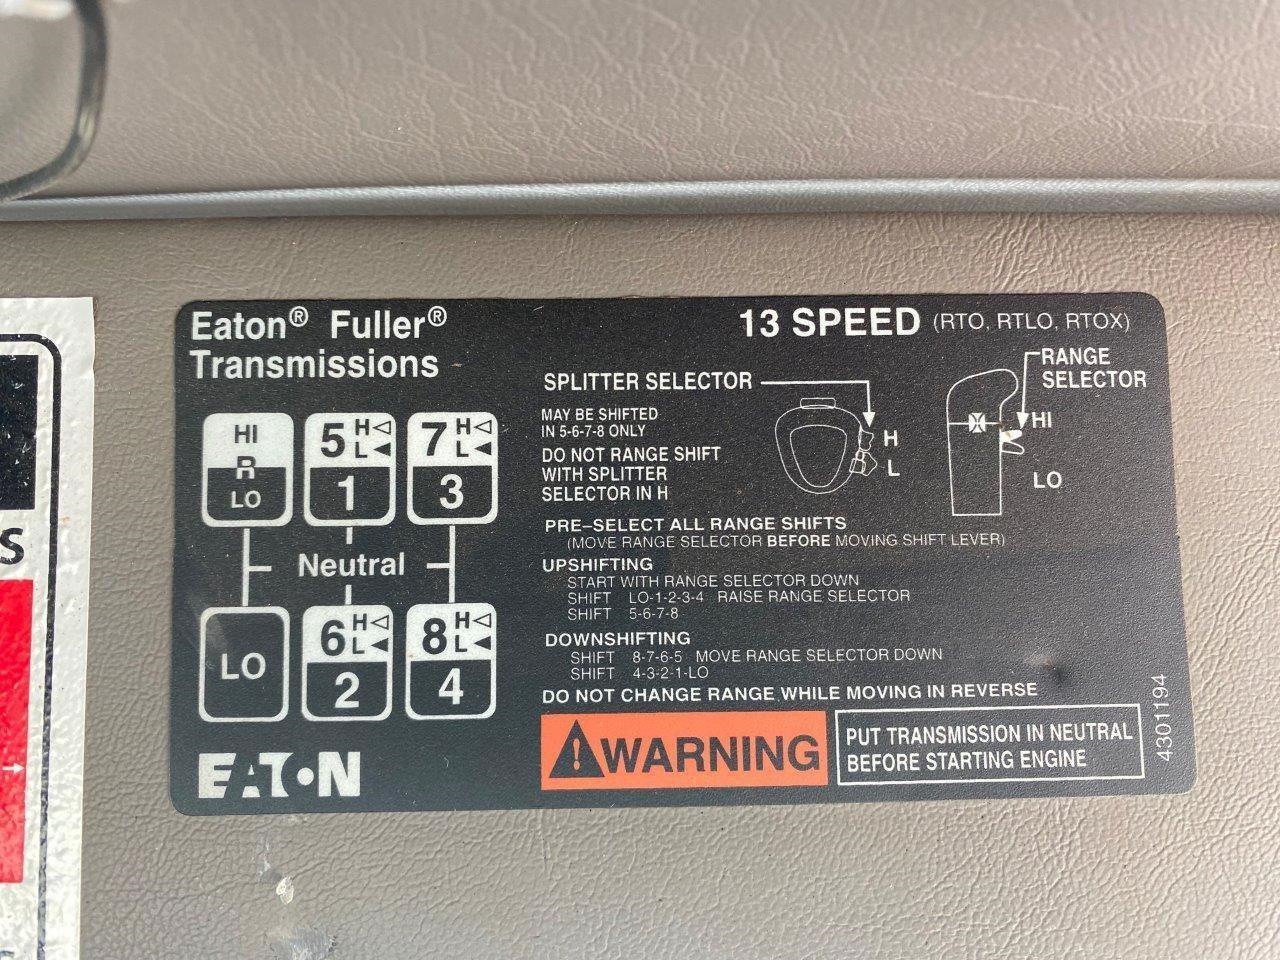 Eaton® Fuller®
Transmissions
13 SPEED (RTO, RTLO, RTOX)
HI
R
LO
5 H
L
1
7 H
L
3
Neutral
LO
6 H
L
2
8 H
L
4
EATON
SPLITTER SELECTOR
MAY BE SHIFTED
IN 5-6-7-8 ONLY
DO NOT RANGE SHIFT
WITH SPLITTER
SELECTOR IN H
H
L
RANGE
SELECTOR
HI
LO
PRE-SELECT ALL RANGE SHIFTS
(MOVE RANGE SELECTOR BEFORE MOVING SHIFT LEVER)
UPSHIFTING
START WITH RANGE SELECTOR DOWN
SHIFT LO-1-2-3-4 RAISE RANGE SELECTOR
SHIFT 5-6-7-8
DOWNSHIFTING
SHIFT 8-7-6-5 MOVE RANGE SELECTOR DOWN
SHIFT 4-3-2-1-LO
DO NOT CHANGE RANGE WHILE MOVING IN REVERSE
WARNING
PUT TRANSMISSION IN NEUTRAL
BEFORE STARTING ENGINE
4301194
S